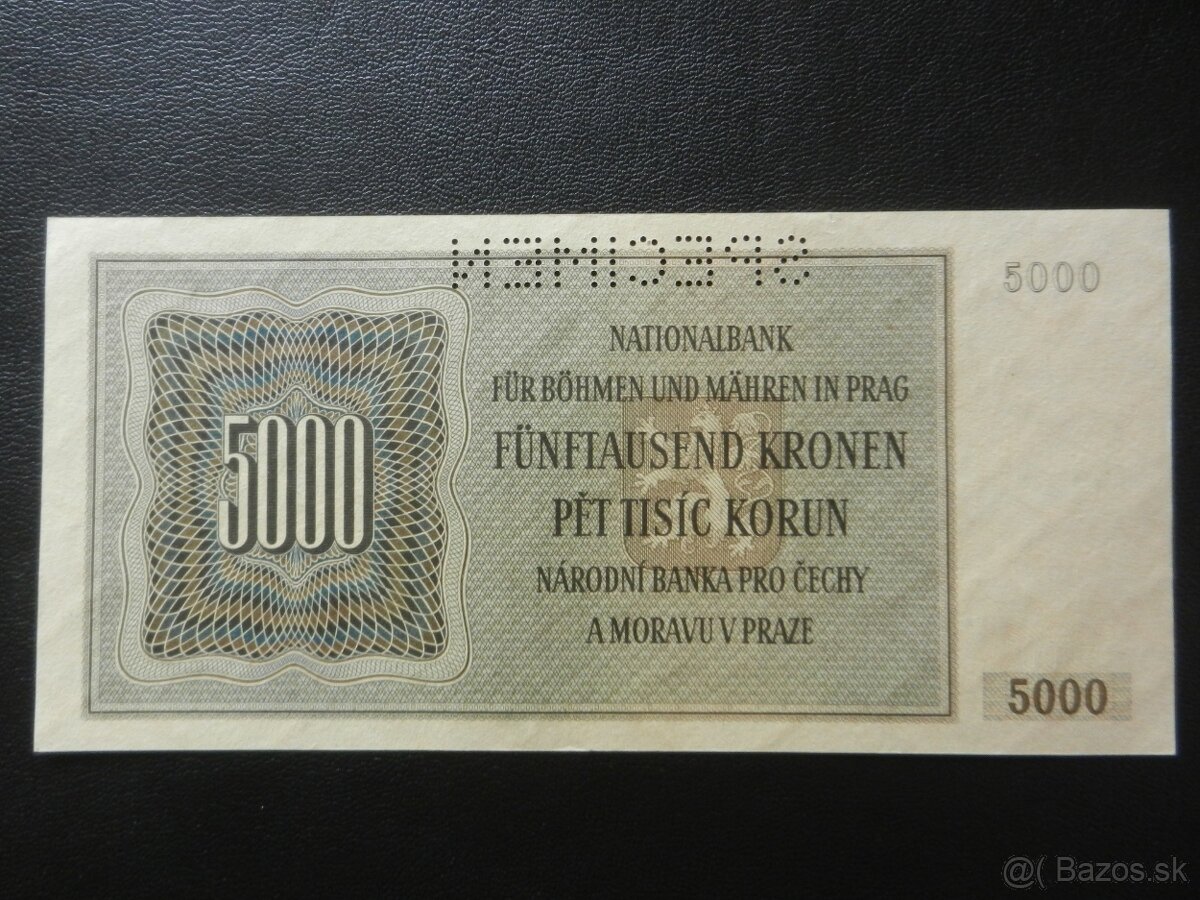 SPECIMEN
5000
NATIONALBANK
FÜR BÖHMEN UND MÄHREN IN PRAG
5000
FÜNFTAUSEND KRONEN
PĚT TISÍC KORUN
NÁRODNÍ BANKA PRO ČECHY
A MORAVU V PRAZE
5000
@( Bazos.sk